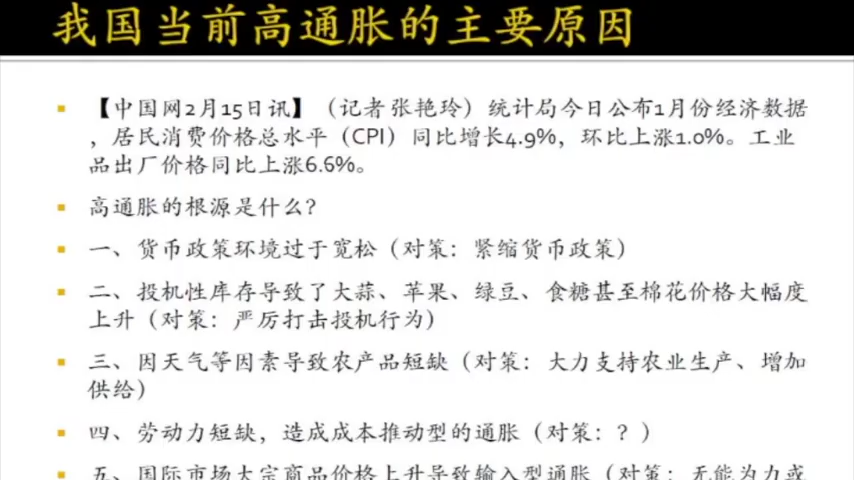 我国当前高通胀的主要原因
【中国网2月15日讯】（记者张艳玲）统计局今日公布1月份经济数据
，居民消费价格总水平（CPI）同比增长4.9%，环比上涨1.0%。工业
品出厂价格同比上涨6.6%。
高通胀的根源是什么？
一、货币政策环境过于宽松（对策：紧缩货币政策）
二、投机性库存导致了大蒜、苹果、绿豆、食糖甚至棉花价格大幅度
上升（对策：严厉打击投机行为）
三、因天气等因素导致农产品短缺（对策：大力支持农业生产、增加
供给）
四、劳动力短缺，造成成本推动型的通胀（对策：？）
五、国际市场大宗商品价格上升导致输入型通胀（对策：无能为力或